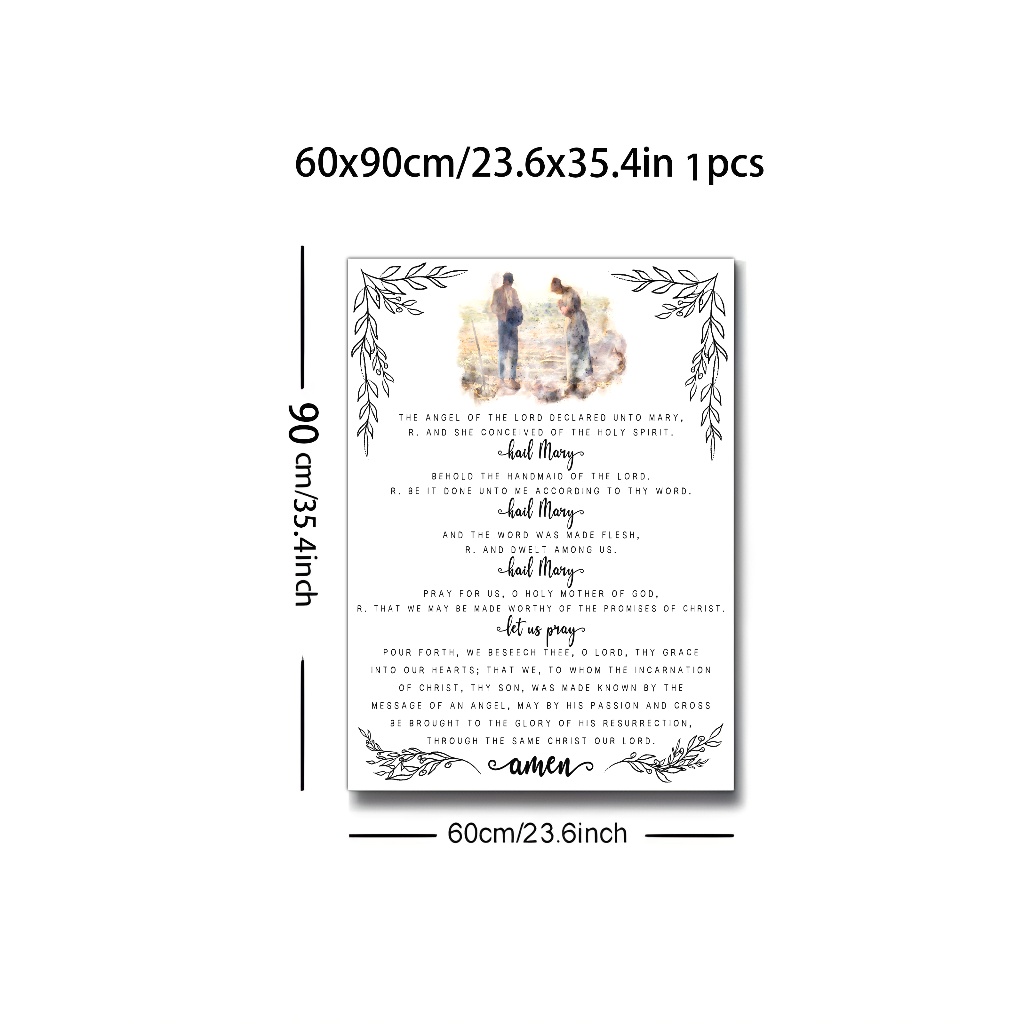 60x90cm/23.6x35.4in 1pcs
90 cm/35.4inch
THE ANGEL OF THE LORD DECLARED UNTO MARY,
R. AND SHE CONCEIVED OF THE HOLY SPIRIT.
hail Mary
BEHOLD THE HANDMAID OF THE LORD,
R. BE IT DONE UNTO ME ACCORDING TO THY WORD.
hail Mary
AND THE WORD WAS MADE FLESH,
R. AND DWELT AMONG US.
hail Mary
PRAY FOR US, O HOLY MOTHER OF GOD,
R. THAT WE MAY BE MADE WORTHY OF THE PROMISES OF CHRIST.
let us pray
POUR FORTH, WE BESEECH THEE, O LORD, THY GRACE
INTO OUR HEARTS; THAT WE, TO WHOM THE INCARNATION
OF CHRIST, THY SON, WAS MADE KNOWN BY THE
MESSAGE OF AN ANGEL, MAY BY HIS PASSION AND CROSS
BE BROUGHT TO THE GLORY OF HIS RESURRECTION,
THROUGH THE SAME CHRIST OUR LORD.
amen
60cm/23.6inch